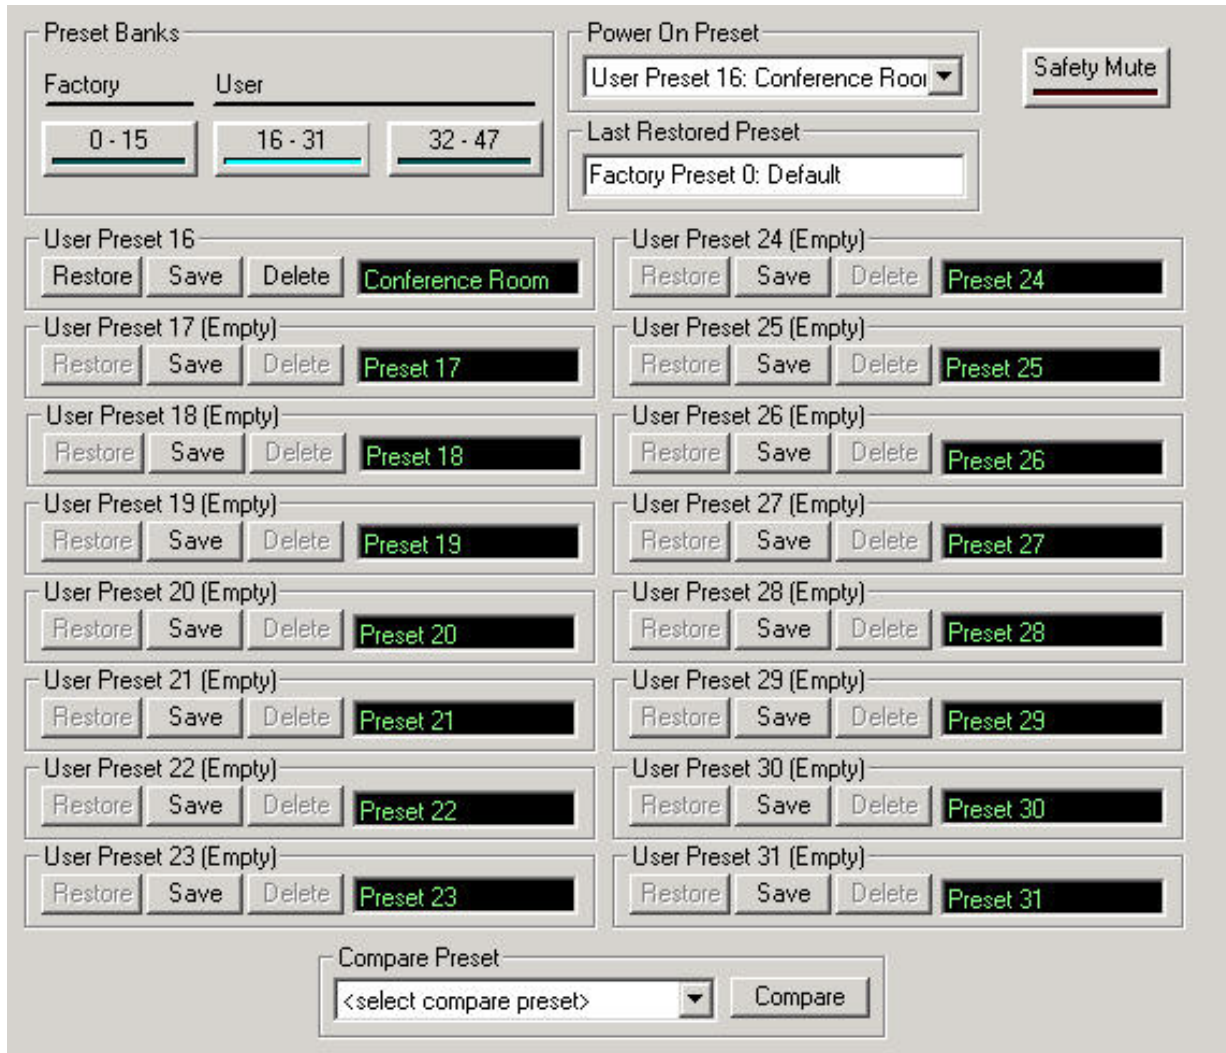 Preset Banks
Factory User
0 - 15 16 - 31 32 - 47
Power On Preset
User Preset 16: Conference Roo
Last Restored Preset
Factory Preset 0: Default
Safety Mute
User Preset 16
Restore Save Delete Conference Room
User Preset 17 (Empty)
Restore Save Delete Preset 17
User Preset 18 (Empty)
Restore Save Delete Preset 18
User Preset 19 (Empty)
Restore Save Delete Preset 19
User Preset 20 (Empty)
Restore Save Delete Preset 20
User Preset 21 (Empty)
Restore Save Delete Preset 21
User Preset 22 (Empty)
Restore Save Delete Preset 22
User Preset 23 (Empty)
Restore Save Delete Preset 23
User Preset 24 (Empty)
Restore Save Delete Preset 24
User Preset 25 (Empty)
Restore Save Delete Preset 25
User Preset 26 (Empty)
Restore Save Delete Preset 26
User Preset 27 (Empty)
Restore Save Delete Preset 27
User Preset 28 (Empty)
Restore Save Delete Preset 28
User Preset 29 (Empty)
Restore Save Delete Preset 29
User Preset 30 (Empty)
Restore Save Delete Preset 30
User Preset 31 (Empty)
Restore Save Delete Preset 31
Compare Preset
<select compare preset> Compare